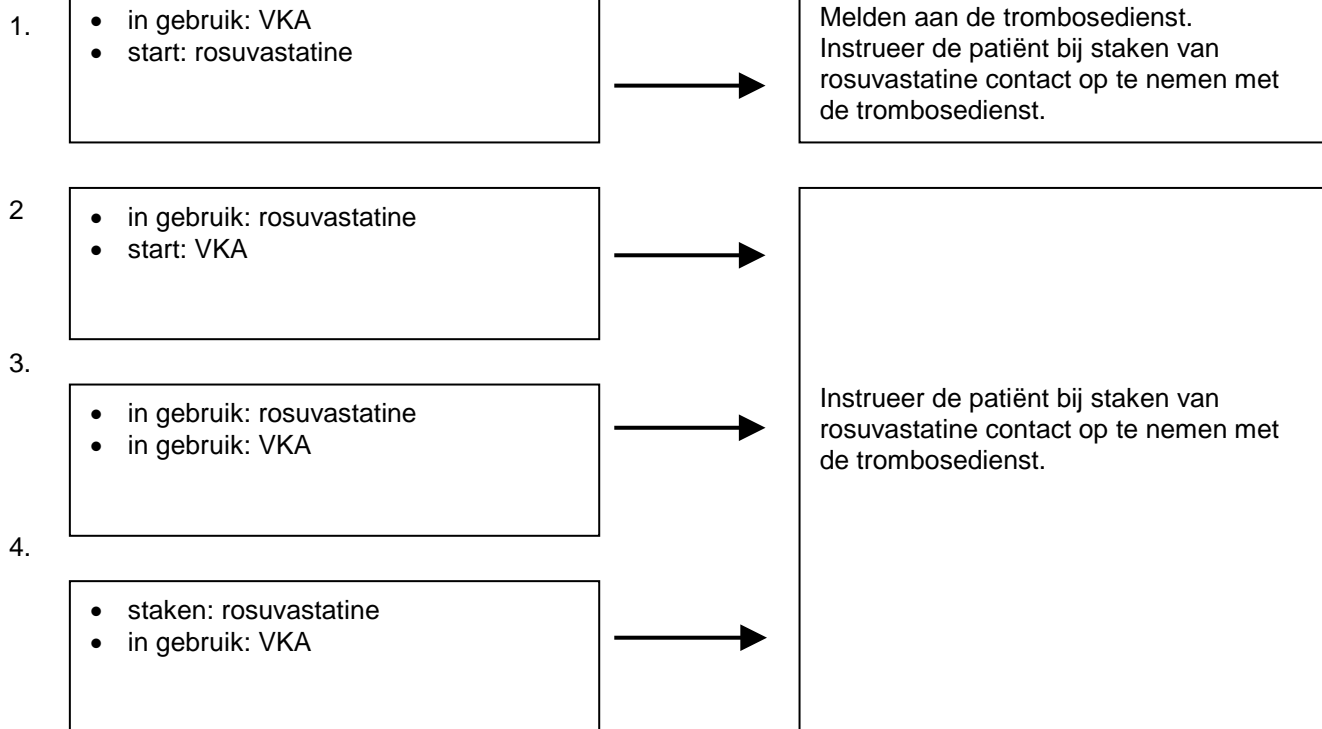 1.
• in gebruik: VKA
• start: rosuvastatine
Melden aan de trombosedienst.
Instrueer de patiënt bij staken van
rosuvastatine contact op te nemen met
de trombosedienst.
2
• in gebruik: rosuvastatine
• start: VKA
3.
• in gebruik: rosuvastatine
• in gebruik: VKA
Instrueer de patiënt bij staken van
rosuvastatine contact op te nemen met
de trombosedienst.
4.
• staken: rosuvastatine
• in gebruik: VKA